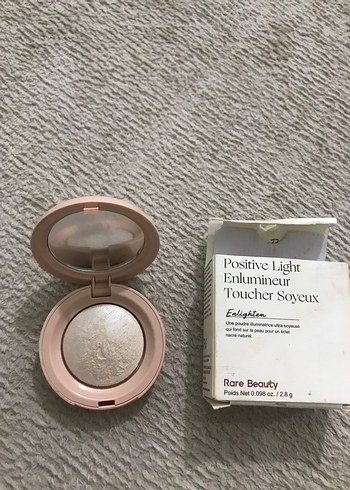 Positive Light
Enlumineur
Toucher Soyeux
Enlighten
Une poudre illuminatrice ultra-soyeuse
qui fond sur la peau pour un éclat
nacré naturel.
Rare Beauty
Poids Net 0.098 oz. / 2,8 g